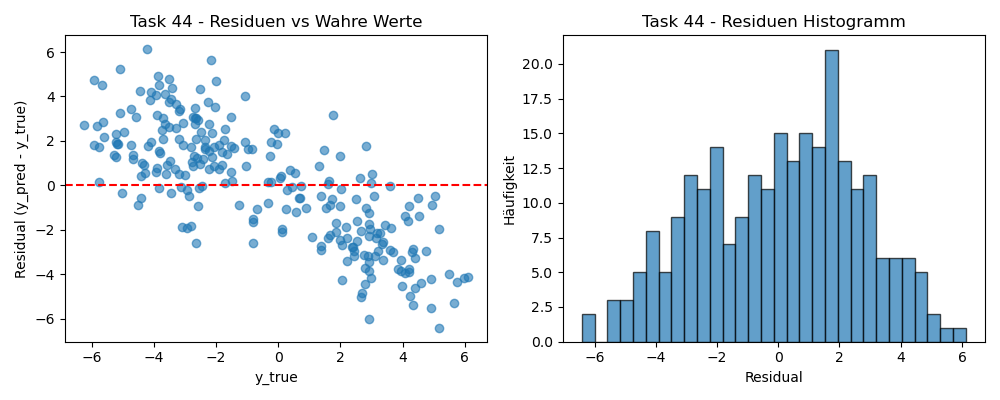 Task 44 - Residuen vs Wahre Werte
Residual (y_pred - y_true)
6
4
2
0
−2
−4
−6
−6 −4 −2 0 2 4 6
y_true
Task 44 - Residuen Histogramm
Häufigkeit
20.0
17.5
15.0
12.5
10.0
7.5
5.0
2.5
0.0
−6 −4 −2 0 2 4 6
Residual